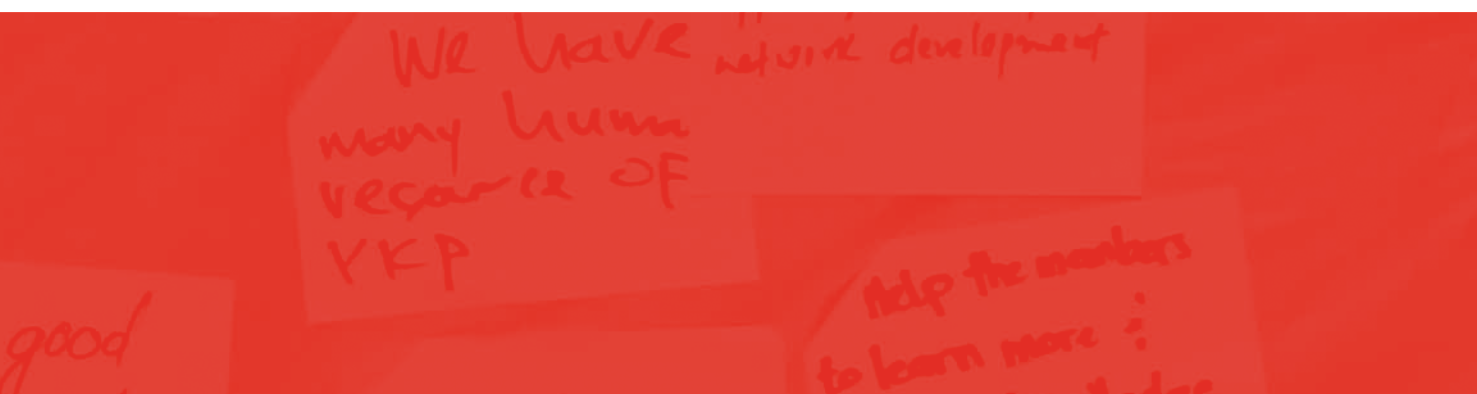 We have
many huma
recource OF
YKP
network development
Help the members
to learn more :
good